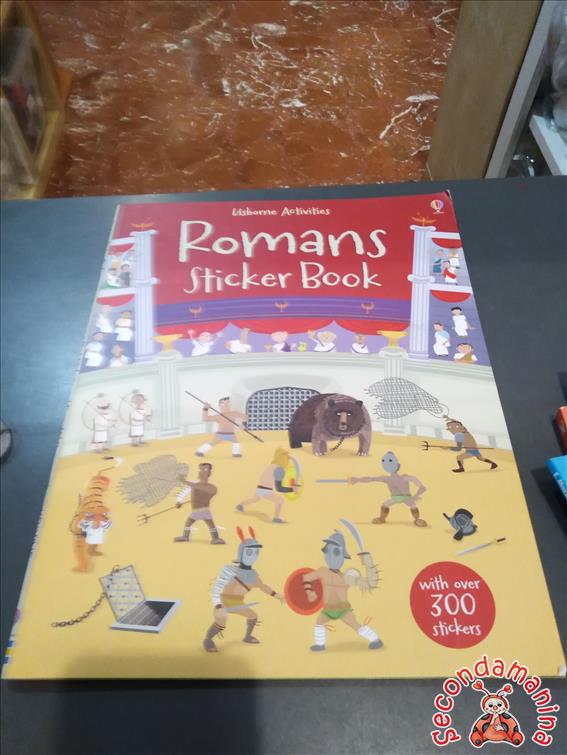 Usborne Activities
Romans
Sticker Book
with over
300
stickers
Secondamanina